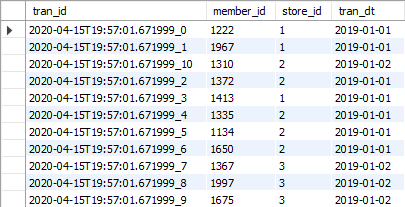 tran_id member_id store_id tran_dt
2020-04-15T19:57:01.671999_0 1222 1 2019-01-01
2020-04-15T19:57:01.671999_1 1967 1 2019-01-01
2020-04-15T19:57:01.671999_10 1310 2 2019-01-02
2020-04-15T19:57:01.671999_2 1372 2 2019-01-01
2020-04-15T19:57:01.671999_3 1413 1 2019-01-01
2020-04-15T19:57:01.671999_4 1335 2 2019-01-01
2020-04-15T19:57:01.671999_5 1134 2 2019-01-01
2020-04-15T19:57:01.671999_6 1650 2 2019-01-01
2020-04-15T19:57:01.671999_7 1367 3 2019-01-02
2020-04-15T19:57:01.671999_8 1997 3 2019-01-02
2020-04-15T19:57:01.671999_9 1675 3 2019-01-02